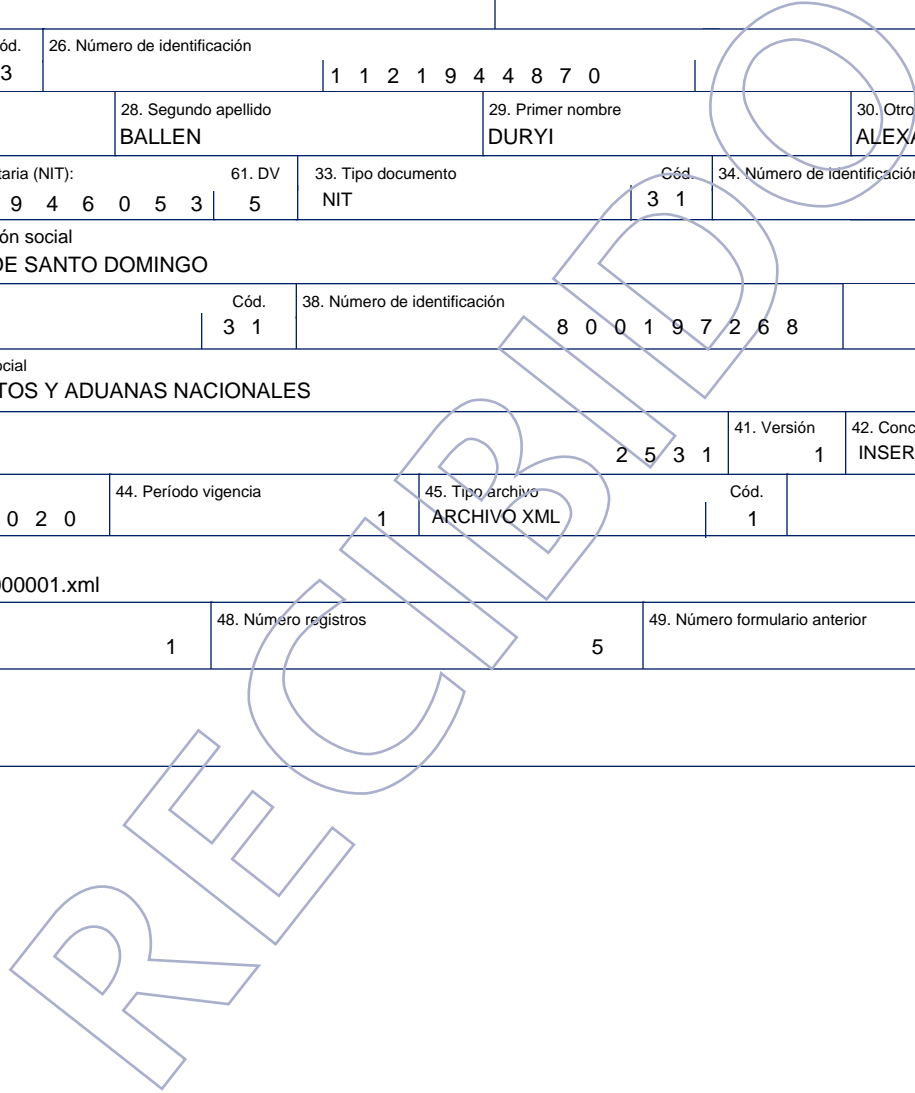 ód. 26. Número de identificación
3 1 1 2 1 9 4 4 8 7 0
28. Segundo apellido 29. Primer nombre 30. Otro
BALLEN DURYI ALEXA
taria (NIT): 61. DV 33. Tipo documento Cód. 34. Número de identificación
9 4 6 0 5 3 5 NIT 3 1
ón social
DE SANTO DOMINGO
Cód. 38. Número de identificación
3 1 8 0 0 1 9 7 2 6 8
ocial
TOS Y ADUANAS NACIONALES
41. Versión 42. Conc
2 5 3 1 1 INSER
44. Período vigencia 45. Tipo archivo Cód.
0 2 0 1 ARCHIVO XML 1
000001.xml
48. Número registros 49. Número formulario anterior
1 5
RECIBIDO